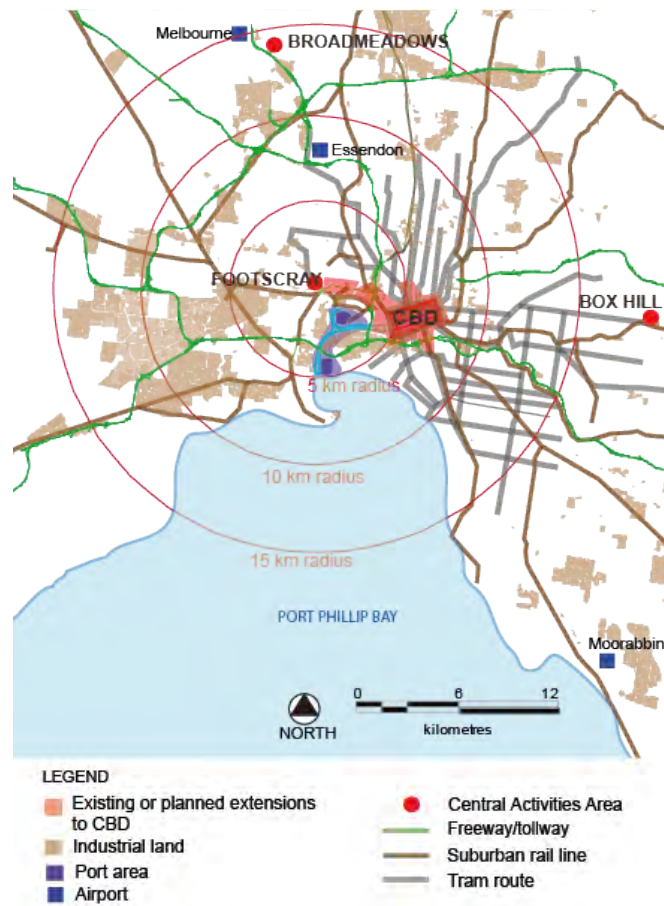 Melbourne
BROADMEADOWS
Essendon
FOOTSCRAY
CBD
BOX HILL
5 km radius
10 km radius
15 km radius
PORT PHILLIP BAY
Moorabbin
NORTH
0 6 12
kilometres
LEGEND
Existing or planned extensions
to CBD
Industrial land
Port area
Airport
Central Activities Area
Freeway/tollway
Suburban rail line
Tram route